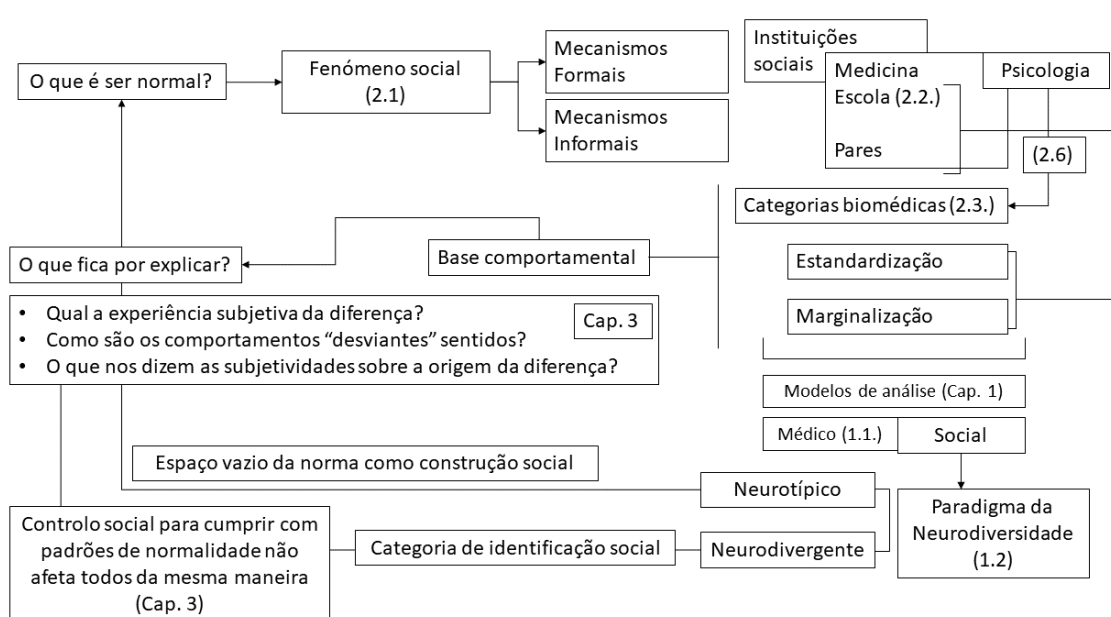 O que é ser normal?
Fenómeno social
(2.1)
Mecanismos
Formais
Mecanismos
Informais
Instituições
sociais
Medicina
Escola (2.2.)
Pares
Psicologia
(2.6)
Categorias biomédicas (2.3.)
O que fica por explicar?
Base comportamental
Estandardização
Marginalização
• Qual a experiência subjetiva da diferença?
• Como são os comportamentos “desviantes” sentidos?
• O que nos dizem as subjetividades sobre a origem da diferença?
Cap. 3
Modelos de análise (Cap. 1)
Médico (1.1.)
Social
Espaço vazio da norma como construção social
Neurotípico
Paradigma da
Neurodiversidade
(1.2)
Controlo social para cumprir com
padrões de normalidade não
afeta todos da mesma maneira
(Cap. 3)
Categoria de identificação social
Neurodivergente